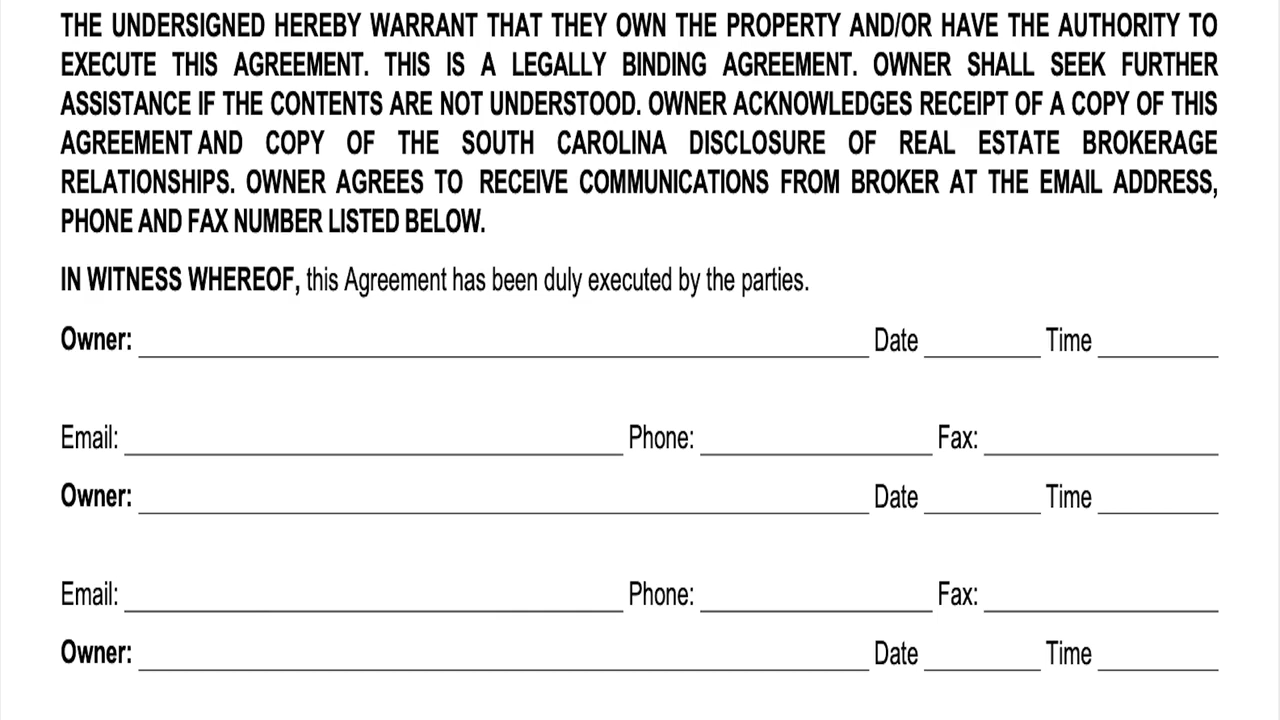 THE UNDERSIGNED HEREBY WARRANT THAT THEY OWN THE PROPERTY AND/OR HAVE THE AUTHORITY TO
EXECUTE THIS AGREEMENT. THIS IS A LEGALLY BINDING AGREEMENT. OWNER SHALL SEEK FURTHER
ASSISTANCE IF THE CONTENTS ARE NOT UNDERSTOOD. OWNER ACKNOWLEDGES RECEIPT OF A COPY OF THIS
AGREEMENT AND COPY OF THE SOUTH CAROLINA DISCLOSURE OF REAL ESTATE BROKERAGE
RELATIONSHIPS. OWNER AGREES TO RECEIVE COMMUNICATIONS FROM BROKER AT THE EMAIL ADDRESS,
PHONE AND FAX NUMBER LISTED BELOW.
IN WITNESS WHEREOF, this Agreement has been duly executed by the parties.
Owner: Date Time
Email: Phone: Fax:
Owner: Date Time
Email: Phone: Fax:
Owner: Date Time